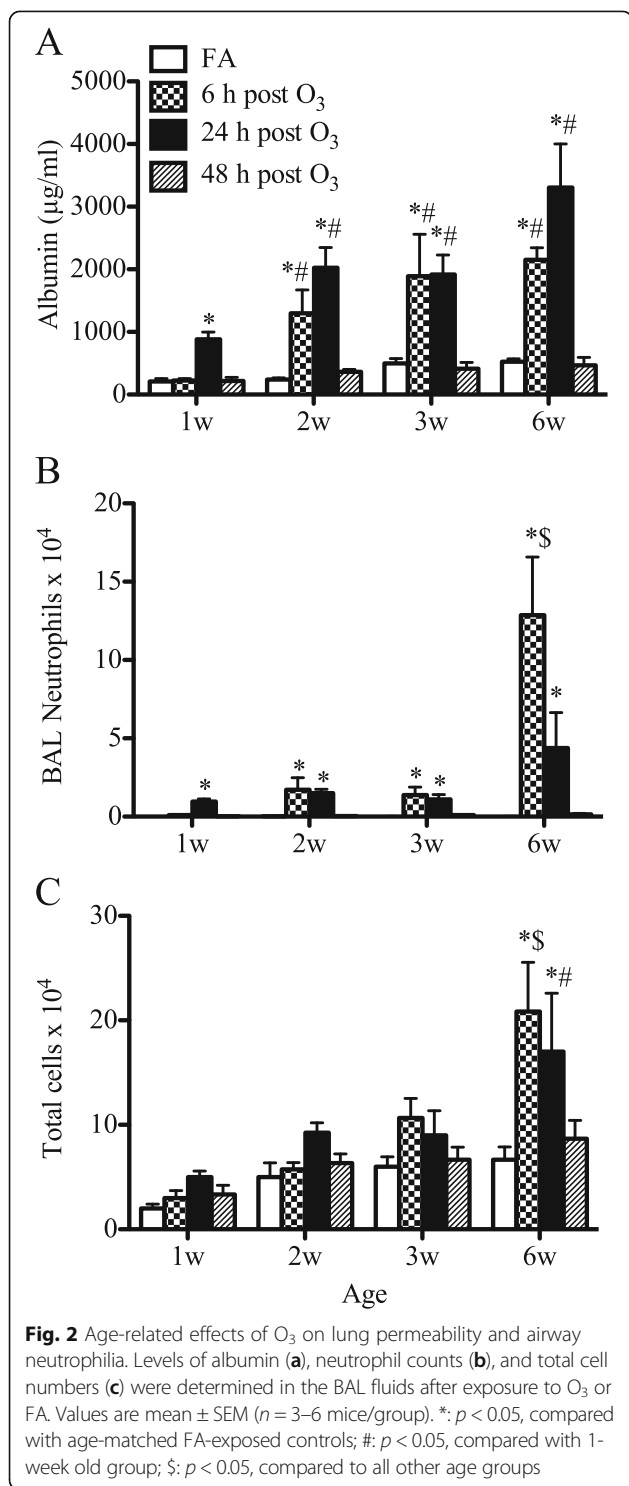 A
FA
6 h post O3
24 h post O3
48 h post O3
Albumin (µg/ml)
5000
4000
3000
2000
1000
0
*
*#
*#
*#
*#
*#
*#
1w 2w 3w 6w
B
BAL Neutrophils x 10⁴
20
15
10
5
0
*
*
*
*
*
*$
*
1w 2w 3w 6w
C
Total cells x 10⁴
30
20
10
0
*$
*#
1w 2w 3w 6w
Age
Fig. 2 Age-related effects of O3 on lung permeability and airway
neutrophilia. Levels of albumin (a), neutrophil counts (b), and total cell
numbers (c) were determined in the BAL fluids after exposure to O3 or
FA. Values are mean ± SEM (n = 3–6 mice/group). *: p < 0.05, compared
with age-matched FA-exposed controls; #: p < 0.05, compared with 1-
week old group; $: p < 0.05, compared to all other age groups